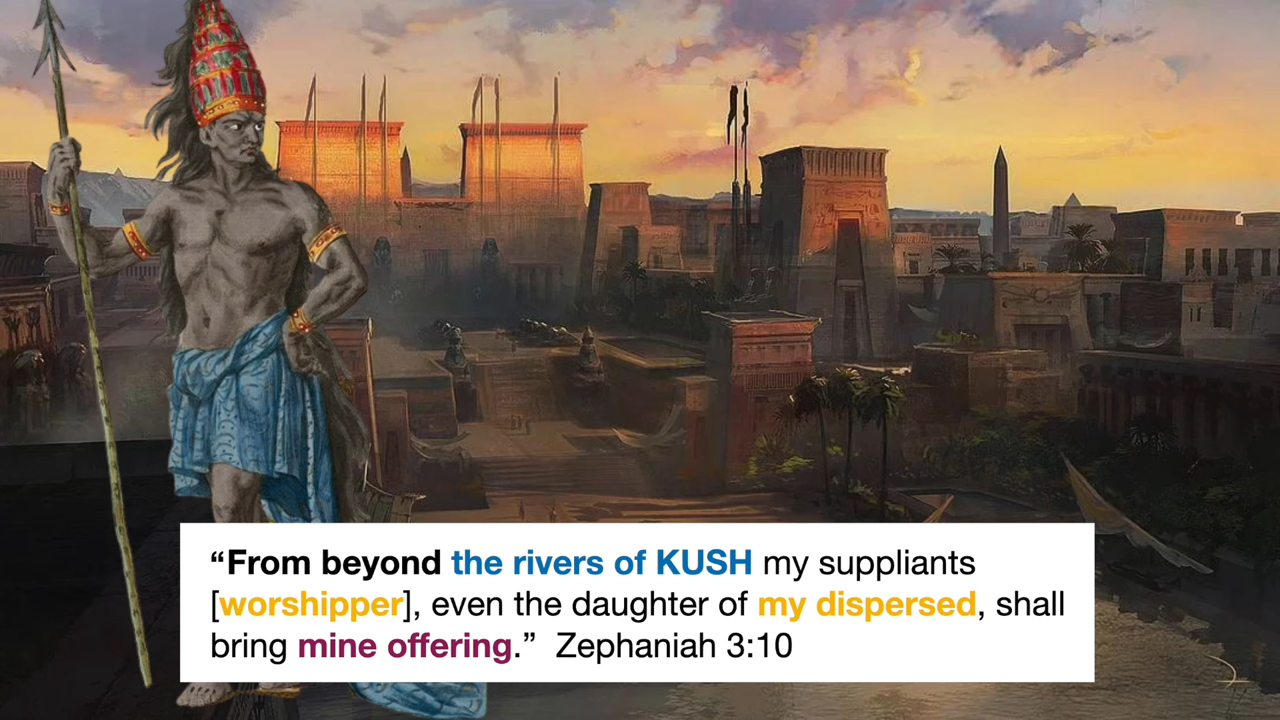 “From beyond the rivers of KUSH my suppliants
[worshipper], even the daughter of my dispersed, shall
bring mine offering.”  Zephaniah 3:10